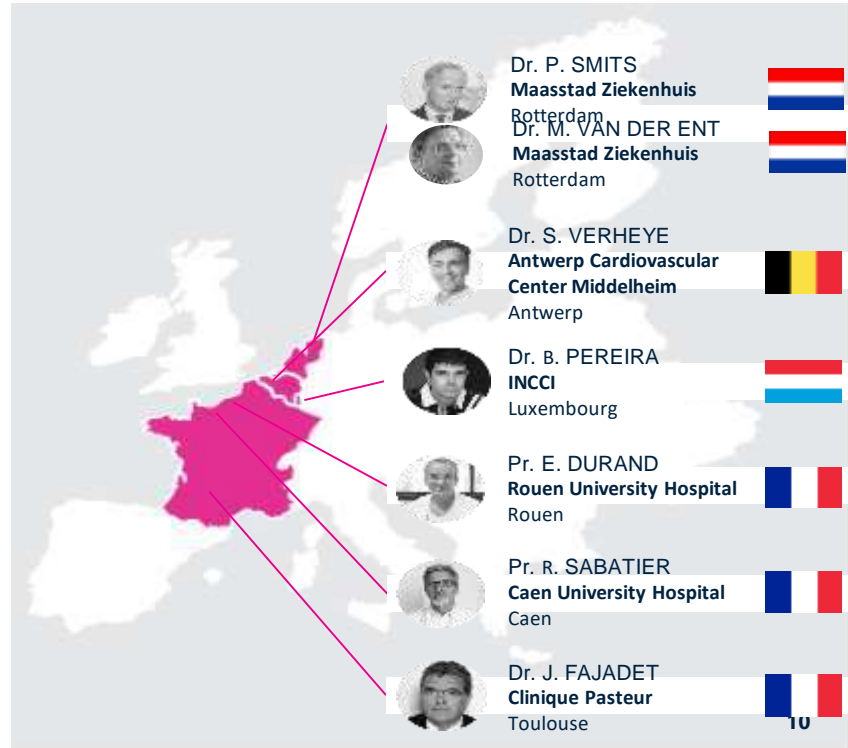 Dr. P. SMITS
Maasstad Ziekenhuis
Rotterdam
Dr. M. VAN DER ENT
Maasstad Ziekenhuis
Rotterdam
Dr. S. VERHEYE
Antwerp Cardiovascular
Center Middelheim
Antwerp
Dr. B. PEREIRA
INCCI
Luxembourg
Pr. E. DURAND
Rouen University Hospital
Rouen
Pr. R. SABATIER
Caen University Hospital
Caen
Dr. J. FAJADET
Clinique Pasteur
Toulouse
10